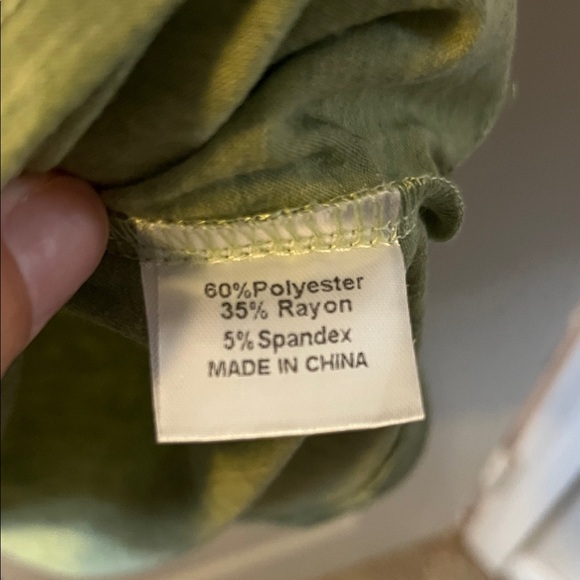 60%Polyester
35% Rayon
5%Spandex
MADE IN CHINA